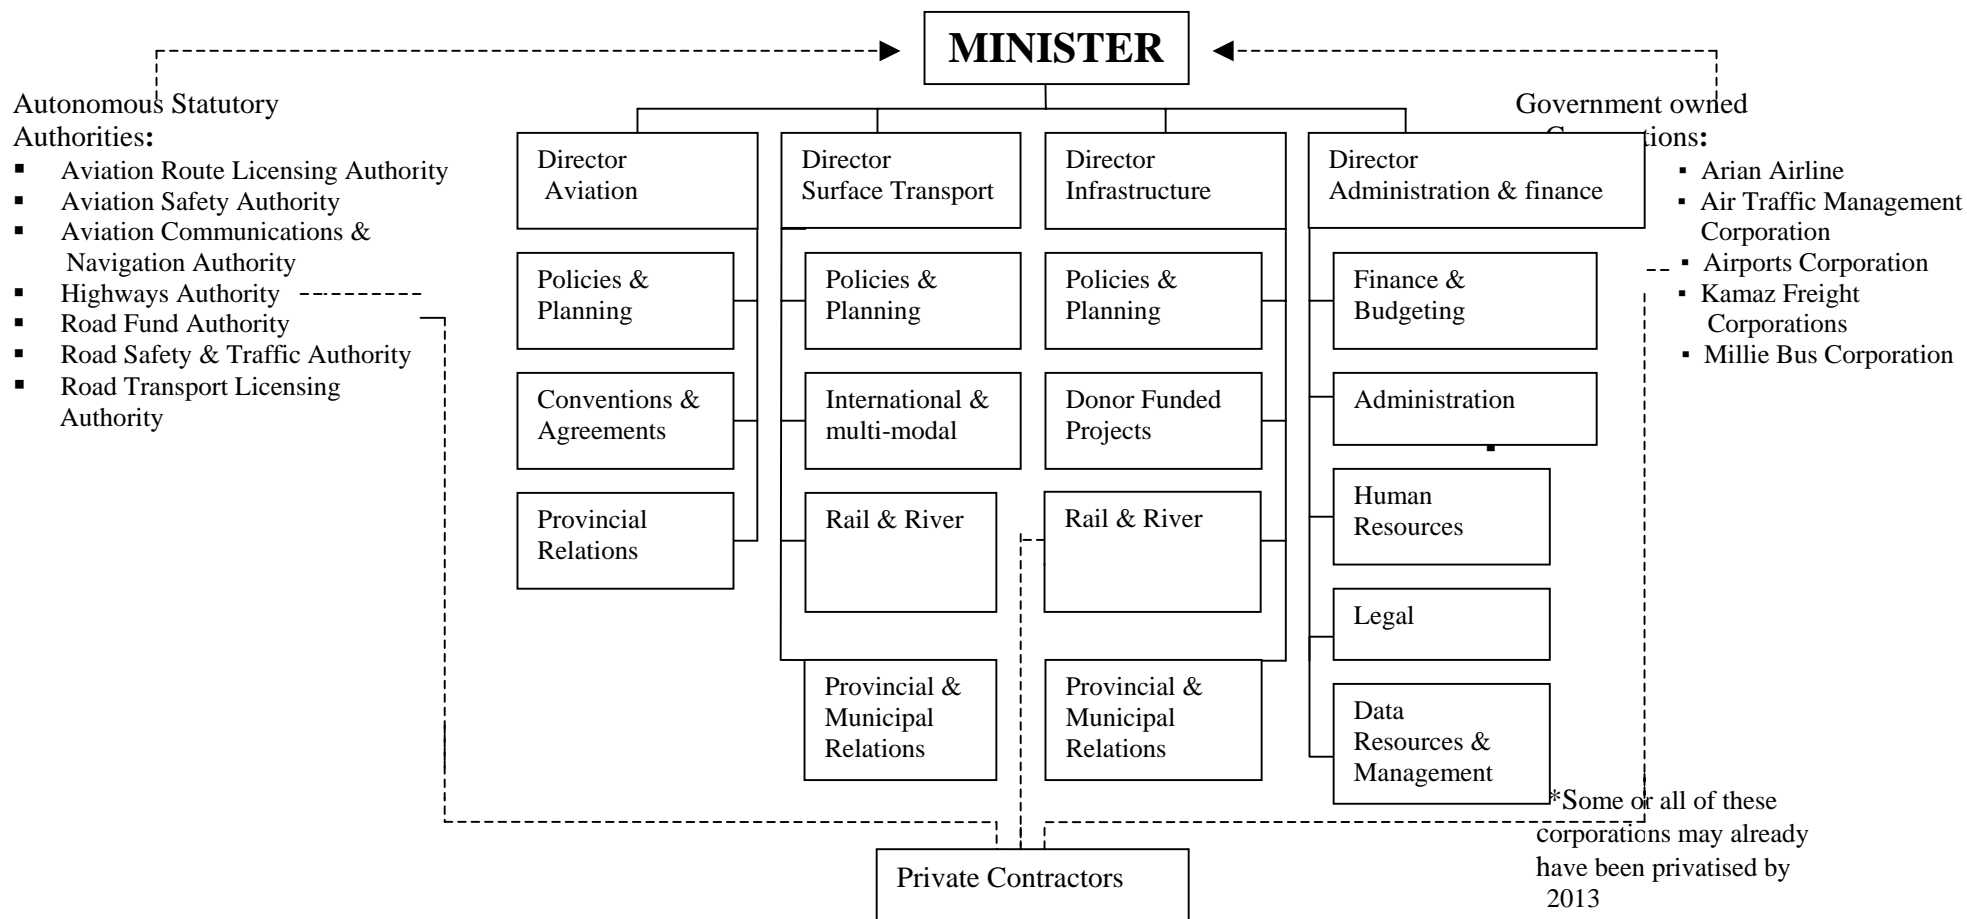 MINISTER
Autonomous Statutory
Authorities:
▪ Aviation Route Licensing Authority
▪ Aviation Safety Authority
▪ Aviation Communications &
Navigation Authority
▪ Highways Authority
▪ Road Fund Authority
▪ Road Safety & Traffic Authority
▪ Road Transport Licensing
Authority
Director
Aviation
Policies &
Planning
Conventions &
Agreements
Provincial
Relations
Director
Surface Transport
Policies &
Planning
International &
multi-modal
Rail & River
Provincial &
Municipal
Relations
Director
Infrastructure
Policies &
Planning
Donor Funded
Projects
Rail & River
Provincial &
Municipal
Relations
Director
Administration & finance
Finance &
Budgeting
Administration
Human
Resources
Legal
Data
Resources &
Management
Government owned
▪ Arian Airline
▪ Air Traffic Management
Corporation
▪ Airports Corporation
▪ Kamaz Freight
Corporations
▪ Millie Bus Corporation
*Some or all of these
corporations may already
have been privatised by
2013
Private Contractors